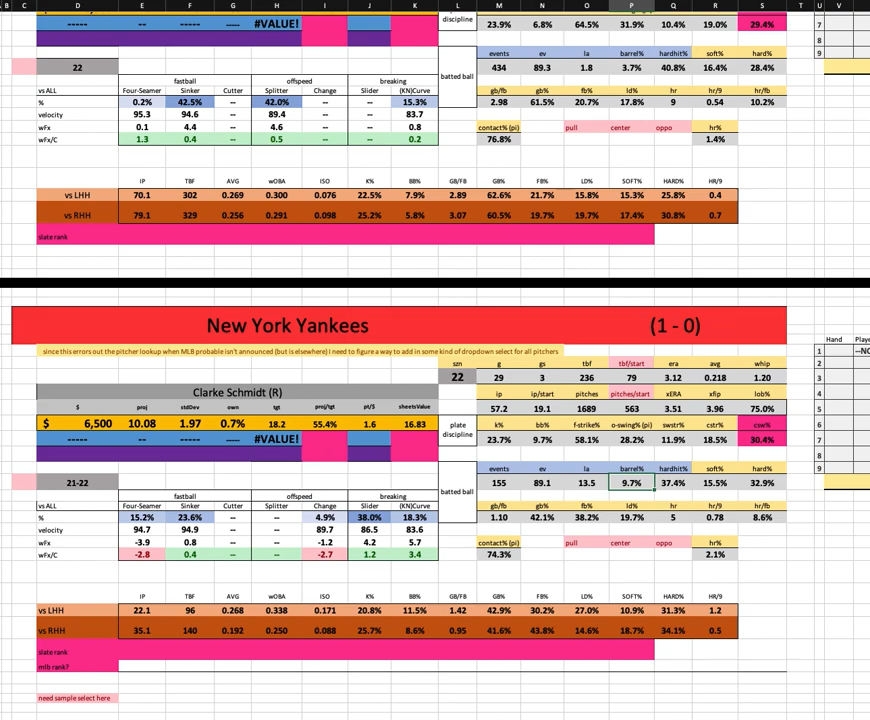 B C D E F G H I J K L M N O P Q R S T U V
discipline 23.9% 6.8% 64.5% 31.9% 10.4% 19.0% 29.4% 7
----- -- --- ----- #VALUE! -- --
8
events ev la barrel% hardhit% soft% hard% 9
22 434 89.3 1.8 3.7% 40.8% 16.4% 28.4%
batted ball
fastball offspeed breaking
vs ALL Four-Seamer Sinker Cutter Splitter Change Slider (KN)Curve gb/fb gb% fb% ld% hr hr/9 hr/fb
% 0.2% 42.5% -- 42.0% -- -- 15.3% 2.98 61.5% 20.7% 17.8% 9 0.54 10.2%
velocity 95.3 94.6 -- 89.4 -- -- 83.7
wFx 0.1 4.4 -- 4.6 -- -- 0.8 contact% (pi) pull center oppo hr%
wFx/C 1.3 0.4 -- 0.5 -- -- 0.2 76.8% 1.4%
IP TBF AVG wOBA ISO K% BB% GB/FB GB% FB% LD% SOFT% HARD% HR/9
vs LHH 70.1 302 0.269 0.300 0.076 22.5% 7.9% 2.89 62.6% 21.7% 15.8% 15.3% 25.8% 0.4
vs RHH 79.1 329 0.256 0.291 0.098 25.2% 5.8% 3.07 60.5% 19.7% 19.7% 17.4% 30.8% 0.7
slate rank
New York Yankees (1 - 0)
Hand Playe
since this errors out the pitcher lookup when MLB probable isn't announced (but is elsewhere) I need to figure a way to add in some kind of dropdown select for all pitchers 1 --NO
szn g gs tbf tbf/start era avg whip 2
22 29 3 236 79 3.12 0.218 1.20 3
Clarke Schmidt (R) ip ip/start pitches pitches/start xERA xfip lob% 4
$ proj stdDev own tgt proj/tgt pt/$ sheetsValue 57.2 19.1 1689 563 3.51 3.96 75.0% 5
$ 6,500 10.08 1.97 0.7% 18.2 55.4% 1.6 16.83 plate discipline k% bb% f-strike% o-swing% (pi) swstr% cstr% csw% 6
----- -- --- ----- #VALUE! -- -- 23.7% 9.7% 58.1% 28.2% 11.9% 18.5% 30.4% 7
8
events ev la barrel% hardhit% soft% hard% 9
21-22 155 89.1 13.5 9.7% 37.4% 15.5% 32.9%
batted ball
fastball offspeed breaking
vs ALL Four-Seamer Sinker Cutter Splitter Change Slider (KN)Curve gb/fb gb% fb% ld% hr hr/9 hr/fb
% 15.2% 23.6% -- -- 4.9% 38.0% 18.3% 1.10 42.1% 38.2% 19.7% 5 0.78 8.6%
velocity 94.7 94.9 -- -- 89.7 86.5 83.6
wFx -3.9 0.8 -- -- -1.2 4.2 5.7 contact% (pi) pull center oppo hr%
wFx/C -2.8 0.4 -- -- -2.7 1.2 3.4 74.3% 2.1%
IP TBF AVG wOBA ISO K% BB% GB/FB GB% FB% LD% SOFT% HARD% HR/9
vs LHH 22.1 96 0.268 0.338 0.171 20.8% 11.5% 1.42 42.9% 30.2% 27.0% 10.9% 31.3% 1.2
vs RHH 35.1 140 0.192 0.250 0.088 25.7% 8.6% 0.95 41.6% 43.8% 14.6% 18.7% 34.1% 0.5
slate rank
mlb rank?
need sample select here